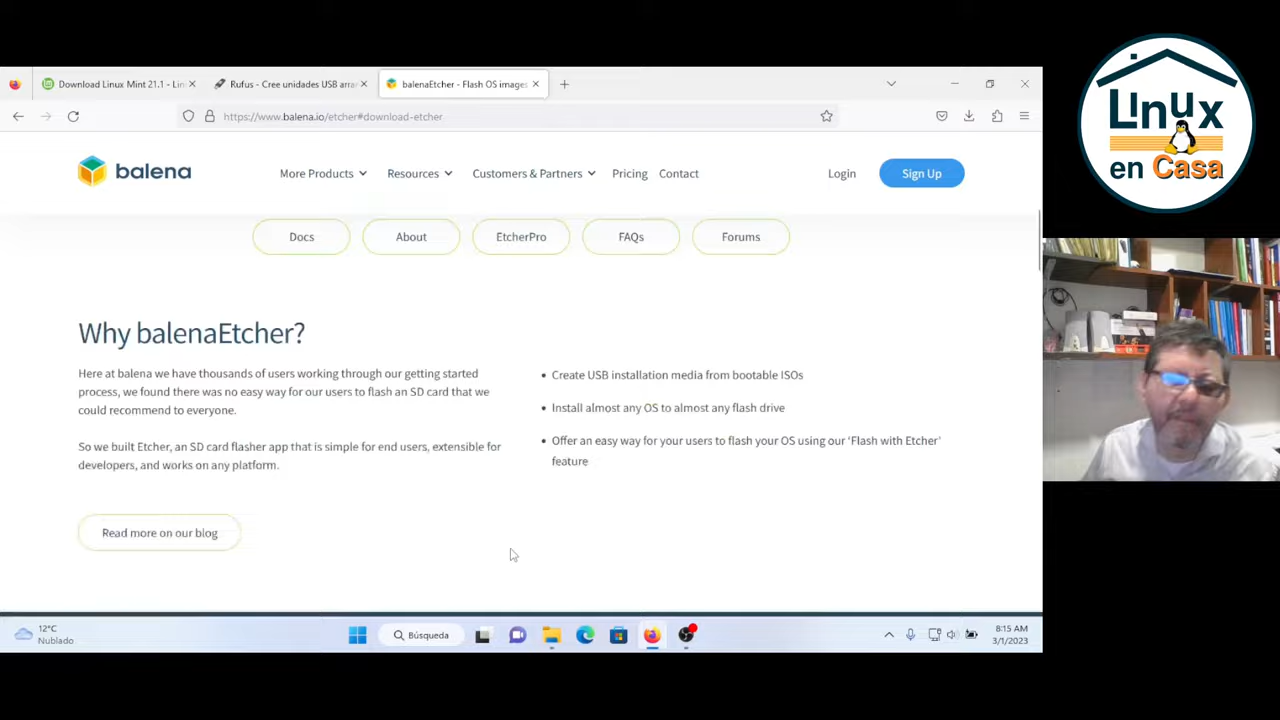 Download Linux Mint 21.1 - Lin
Rufus - Cree unidades USB arran
balenaEtcher - Flash OS images
https://www.balena.io/etcher#download-etcher
balena
More Products
Resources
Customers & Partners
Pricing
Contact
Login
Sign Up
Docs
About
EtcherPro
FAQs
Forums
Why balenaEtcher?
Here at balena we have thousands of users working through our getting started
process, we found there was no easy way for our users to flash an SD card that we
could recommend to everyone.
So we built Etcher, an SD card flasher app that is simple for end users, extensible for
developers, and works on any platform.
Read more on our blog
Create USB installation media from bootable ISOs
Install almost any OS to almost any flash drive
Offer an easy way for your users to flash your OS using our ‘Flash with Etcher’
feature
12°C
Nublado
Búsqueda
8:15 AM
3/1/2023
Linux
en Casa